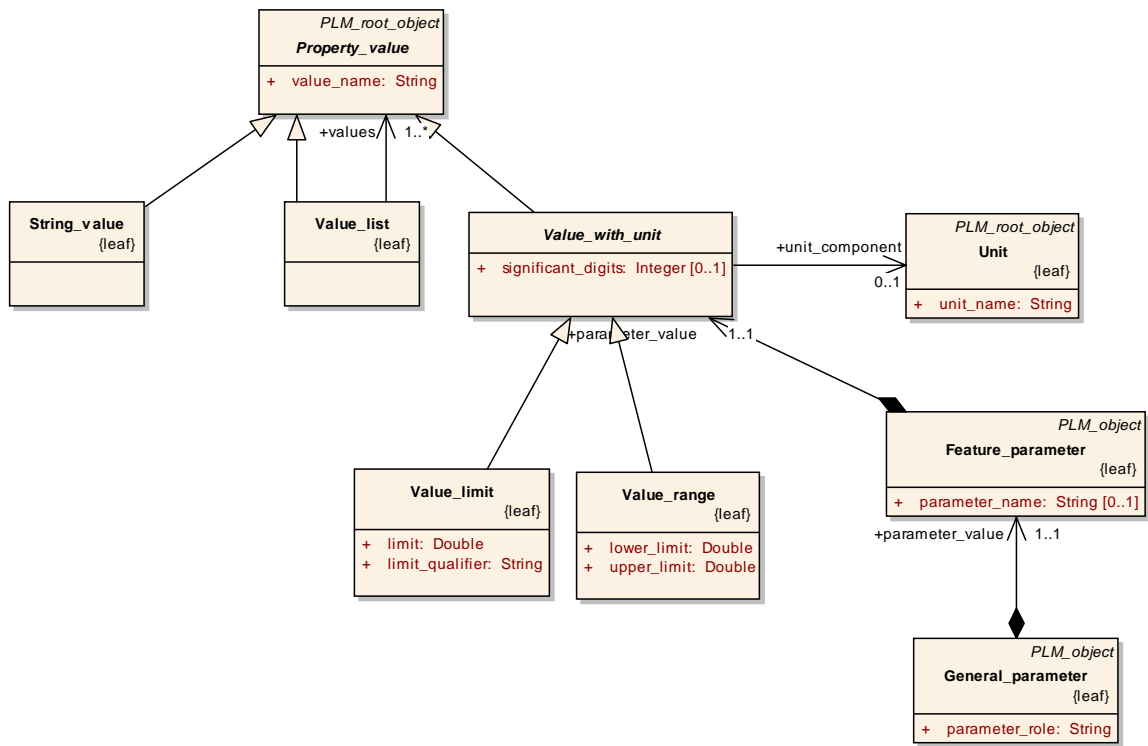 PLM_root_object
Property_value
+ value_name: String
+values 1..*
String_value
{leaf}
Value_list
{leaf}
Value_with_unit
+ significant_digits: Integer [0..1]
+unit_component
0..1
PLM_root_object
Unit
{leaf}
+ unit_name: String
+parameter_value 1..1
PLM_object
Feature_parameter
{leaf}
+ parameter_name: String [0..1]
Value_limit
{leaf}
+ limit: Double
+ limit_qualifier: String
Value_range
{leaf}
+ lower_limit: Double
+ upper_limit: Double
+parameter_value 1..1
PLM_object
General_parameter
{leaf}
+ parameter_role: String